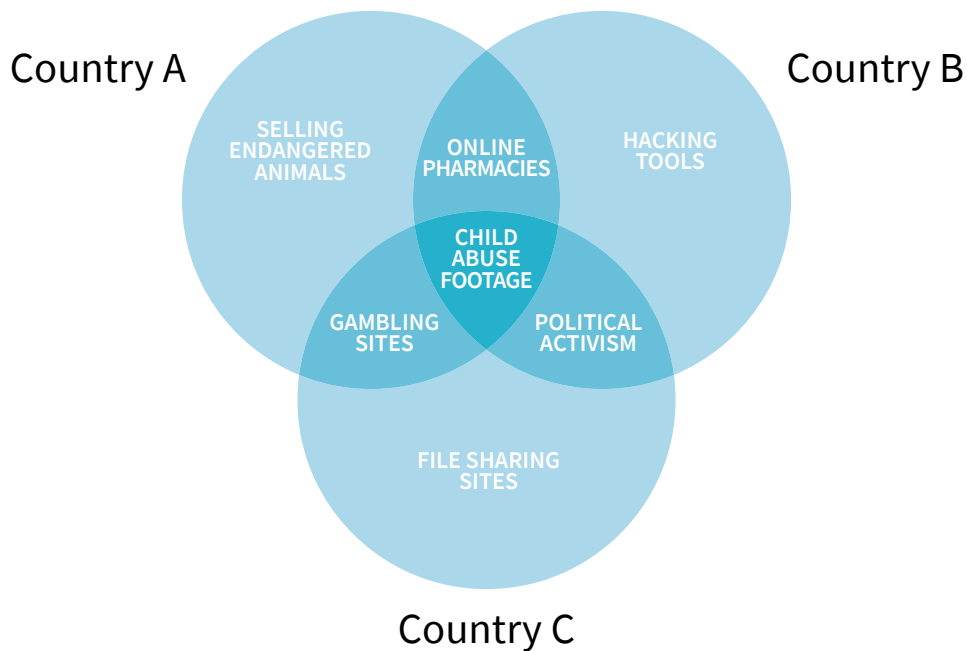 Country A
Country B
SELLING
ENDANGERED
ANIMALS
ONLINE
PHARMACIES
HACKING
TOOLS
CHILD
ABUSE
FOOTAGE
GAMBLING
SITES
POLITICAL
ACTIVISM
FILE SHARING
SITES
Country C